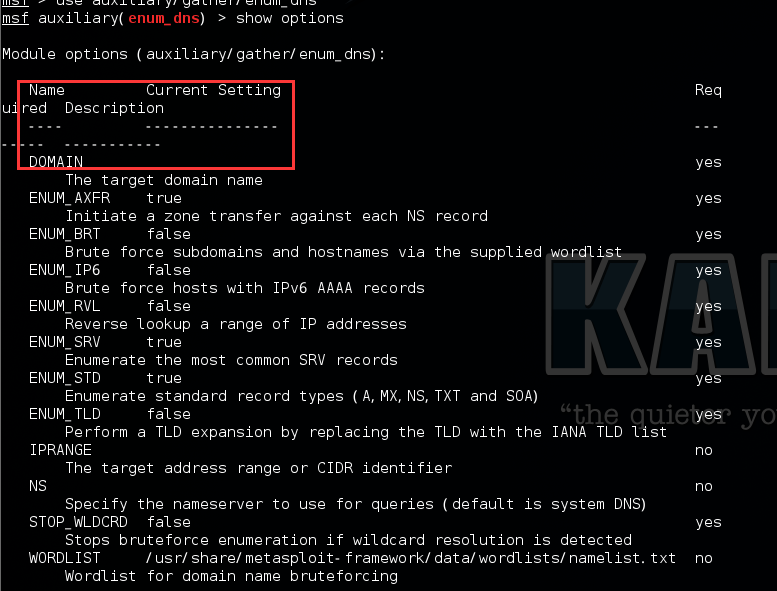 msf > use auxiliary/gather/enum_dns
msf auxiliary(enum_dns) > show options
Module options (auxiliary/gather/enum_dns):
Name Current Setting Req
uired Description
---- --------------- ---
----- -----------
DOMAIN yes
The target domain name
ENUM_AXFR true yes
Initiate a zone transfer against each NS record
ENUM_BRT false yes
Brute force subdomains and hostnames via the supplied wordlist
ENUM_IP6 false yes
Brute force hosts with IPv6 AAAA records
ENUM_RVL false yes
Reverse lookup a range of IP addresses
ENUM_SRV true yes
Enumerate the most common SRV records
ENUM_STD true yes
Enumerate standard record types (A,MX,NS,TXT and SOA)
ENUM_TLD false yes
Perform a TLD expansion by replacing the TLD with the IANA TLD list
IPRANGE no
The target address range or CIDR identifier
NS no
Specify the nameserver to use for queries (default is system DNS)
STOP_WLDCRD false yes
Stops bruteforce enumeration if wildcard resolution is detected
WORDLIST /usr/share/metasploit-framework/data/wordlists/namelist.txt no
Wordlist for domain name bruteforcing
KA
“the quieter yo